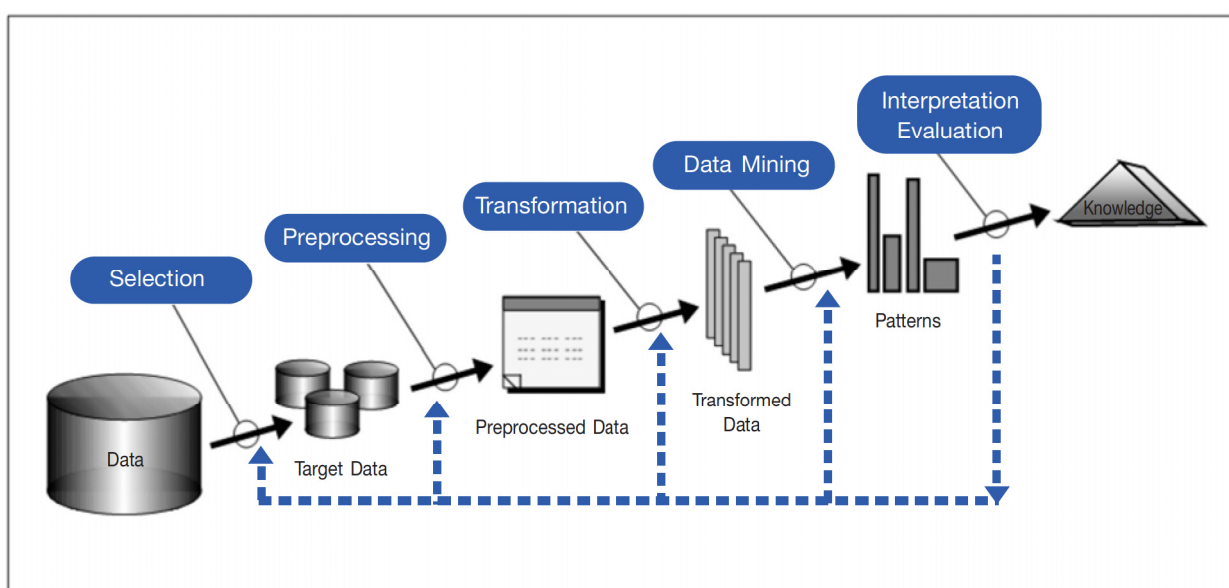 Interpretation
Evaluation
Data Mining
Transformation
Preprocessing
Selection
Knowledge
Patterns
Transformed
Data
Preprocessed Data
Target Data
Data